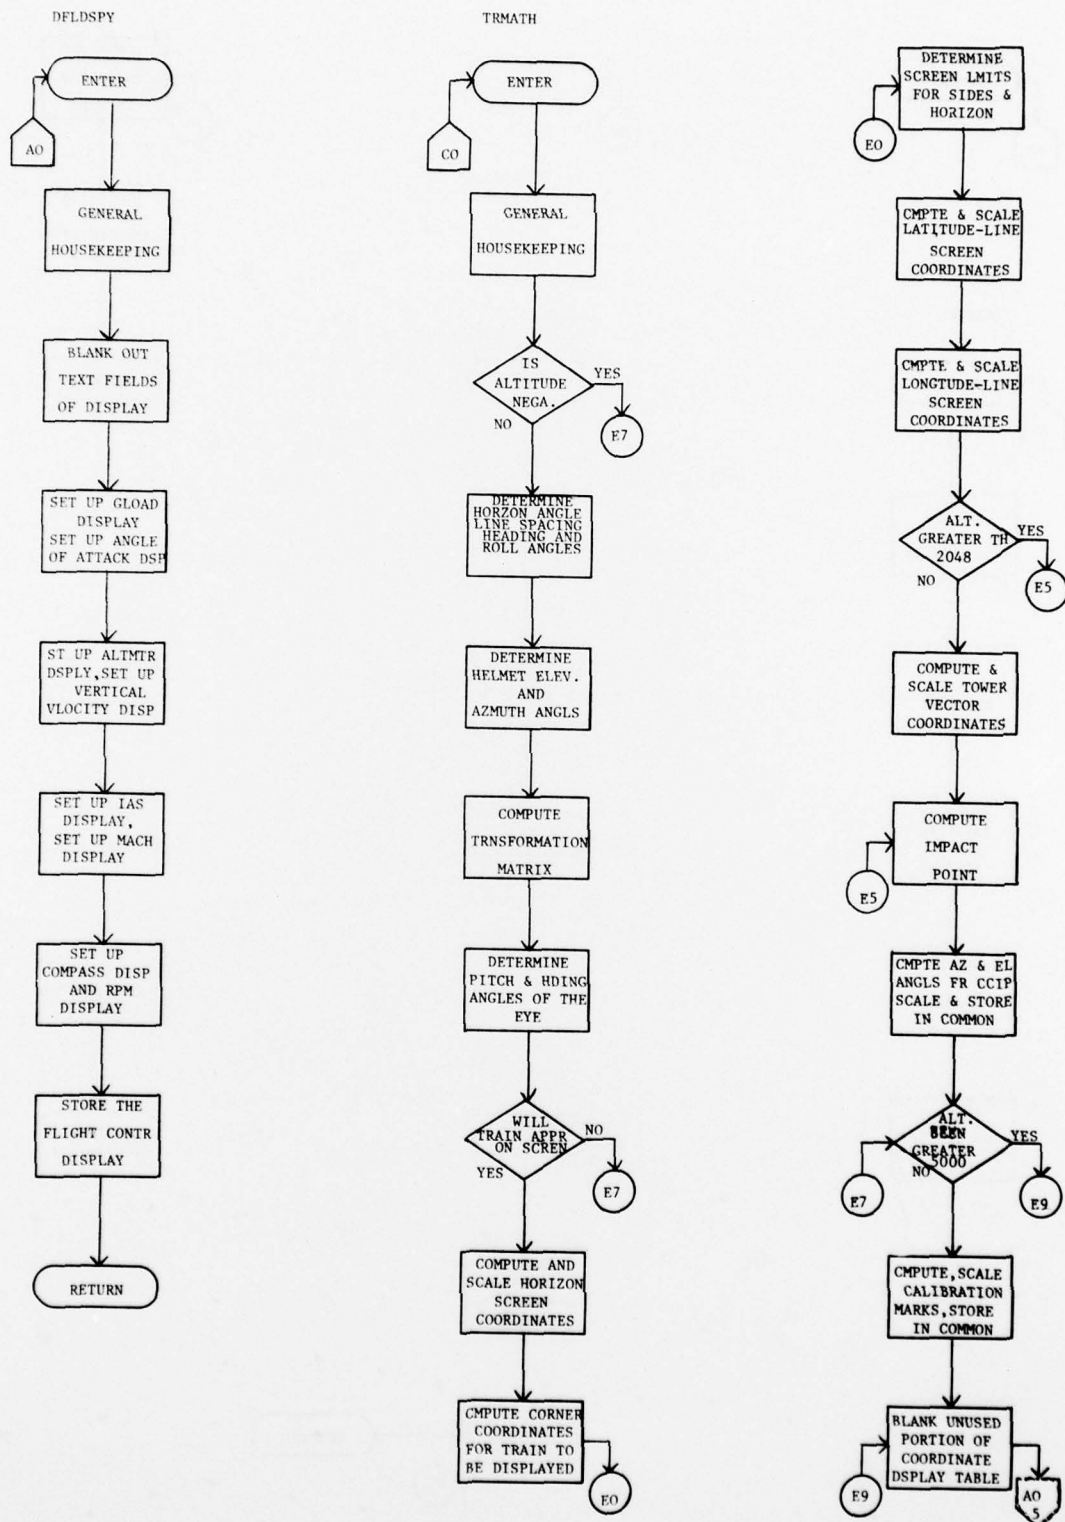 DFLDSPY
ENTER
AO
GENERAL
HOUSEKEEPING
BLANK OUT
TEXT FIELDS
OF DISPLAY
SET UP GLOAD
DISPLAY
SET UP ANGLE
OF ATTACK DSP
ST UP ALTMTR
DSPLY,SET UP
VERTICAL
VLOCITY DISP
SET UP IAS
DISPLAY,
SET UP MACH
DISPLAY
SET UP
COMPASS DISP
AND RPM
DISPLAY
STORE THE
FLIGHT CONTR
DISPLAY
RETURN
TRMATH
ENTER
CO
GENERAL
HOUSEKEEPING
IS
ALTITUDE
NEGA.
YES
NO
E7
DETERMINE
HORZON ANGLE
LINE SPACING
HEADING AND
ROLL ANGLES
DETERMINE
HELMET ELEV.
AND
AZMUTH ANGLS
COMPUTE
TRNSFORMATION
MATRIX
DETERMINE
PITCH & HDING
ANGLES OF THE
EYE
WILL
TRAIN APPR
ON SCREN
NO
YES
E7
COMPUTE AND
SCALE HORIZON
SCREEN
COORDINATES
CMPUTE CORNER
COORDINATES
FOR TRAIN TO
BE DISPLAYED
EO
DETERMINE
SCREEN LMITS
FOR SIDES &
HORIZON
EO
CMPTE & SCALE
LATITUDE-LINE
SCREEN
COORDINATES
CMPTE & SCALE
LONGTUDE-LINE
SCREEN
COORDINATES
ALT.
GREATER TH
2048
YES
NO
E5
COMPUTE &
SCALE TOWER
VECTOR
COORDINATES
COMPUTE
IMPACT
POINT
E5
CMPTE AZ & EL
ANGLS FR CCIP
SCALE & STORE
IN COMMON
ALT.
BEEN
GREATER
5000
YES
NO
E7
E9
CMPUTE,SCALE
CALIBRATION
MARKS,STORE
IN COMMON
BLANK UNUSED
PORTION OF
COORDINATE
DSPLAY TABLE
E9
AO
5